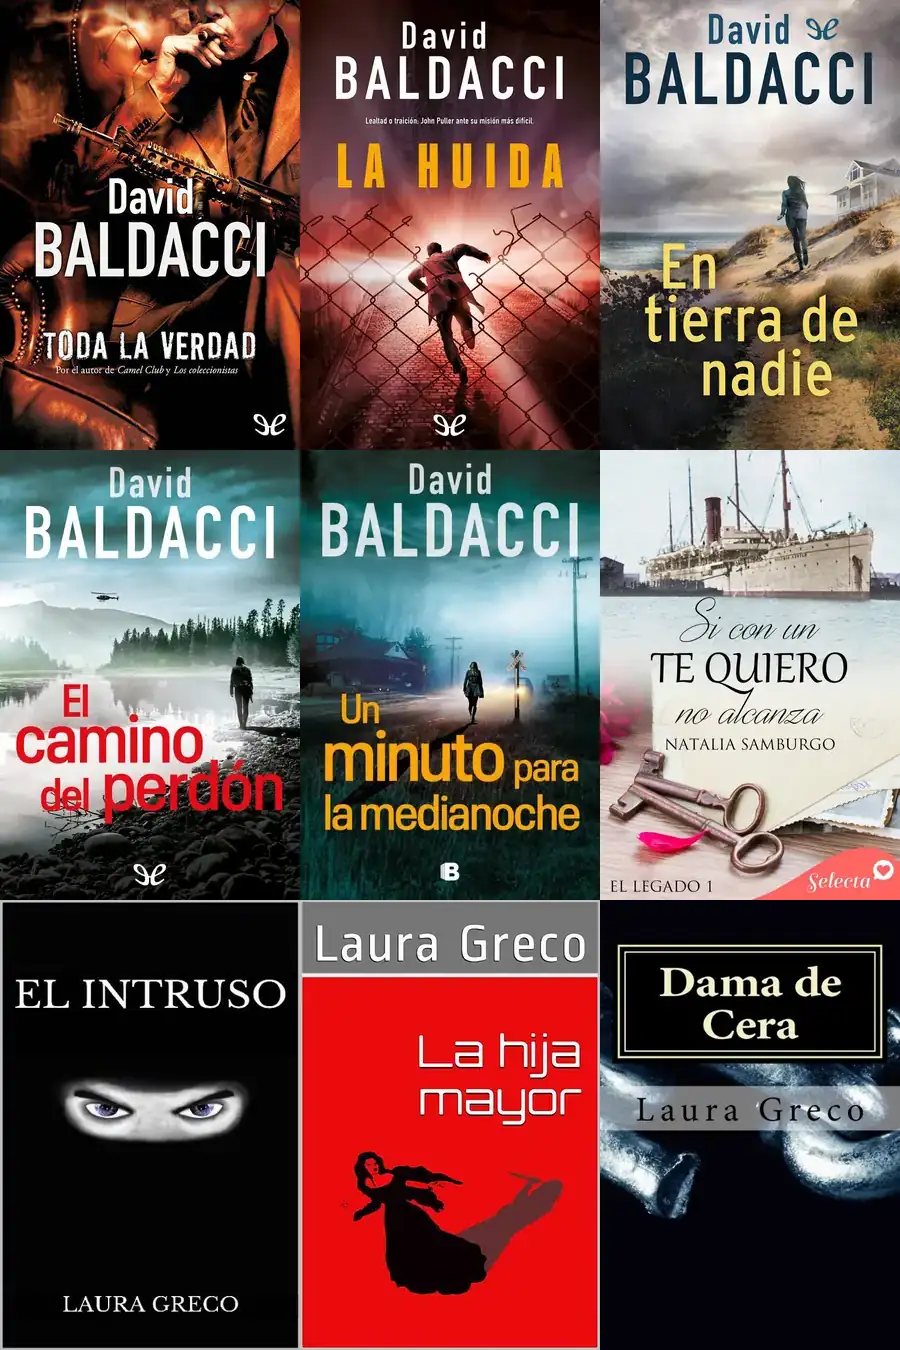 David
BALDACCI
TODA LA VERDAD
Por el autor de Camel Club y Los coleccionistas
David
BALDACCI
Lealtad o traición: John Puller ante su misión más difícil.
LA HUIDA
David
BALDACCI
En
tierra de
nadie
David
BALDACCI
El
camino
del perdón
David
BALDACCI
Un
minuto para
la medianoche
B
Si con un
TE QUIERO
no alcanza
NATALIA SAMBURGO
EL LEGADO 1
Selecta
EL INTRUSO
LAURA GRECO
Laura Greco
La hija
mayor
Dama de
Cera
Laura Greco